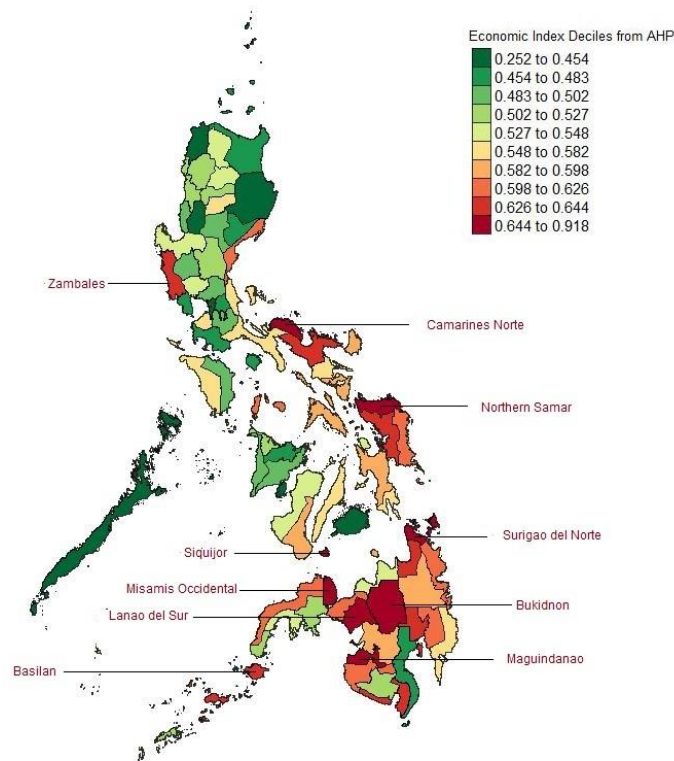 Economic Index Deciles from AHP
0.252 to 0.454
0.454 to 0.483
0.483 to 0.502
0.502 to 0.527
0.527 to 0.548
0.548 to 0.582
0.582 to 0.598
0.598 to 0.626
0.626 to 0.644
0.644 to 0.918
Zambales
Camarines Norte
Northern Samar
Surigao del Norte
Siquijor
Misamis Occidental
Bukidnon
Lanao del Sur
Maguindanao
Basilan